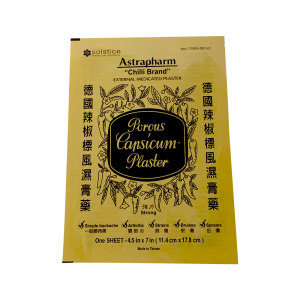 solstice
Astrapharm
"Chilli Brand"
EXTERNAL MEDICATED PLASTER
德國辣椒標風濕膏藥
Porous
Capsicum
Plaster
德國辣椒標風濕膏藥
強力
Strong
Simple backache
Arthritis
Strains
Bruises
Sprains
ONE SHEET - 4.5 in x 7 in ( 11.4 cm x 17.8 cm )
Made in Taiwan